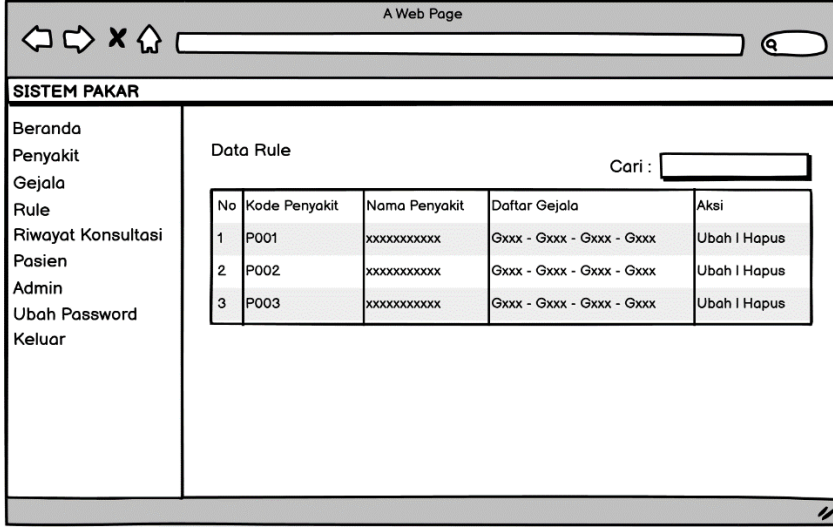 A Web Page
SISTEM PAKAR
Beranda
Penyakit
Gejala
Rule
Riwayat Konsultasi
Pasien
Admin
Ubah Password
Keluar
Data Rule
Cari :
No Kode Penyakit Nama Penyakit Daftar Gejala Aksi
1 P001 xxxxxxxxxxx Gxxx - Gxxx - Gxxx - Gxxx Ubah | Hapus
2 P002 xxxxxxxxxxx Gxxx - Gxxx - Gxxx - Gxxx Ubah | Hapus
3 P003 xxxxxxxxxxx Gxxx - Gxxx - Gxxx - Gxxx Ubah | Hapus